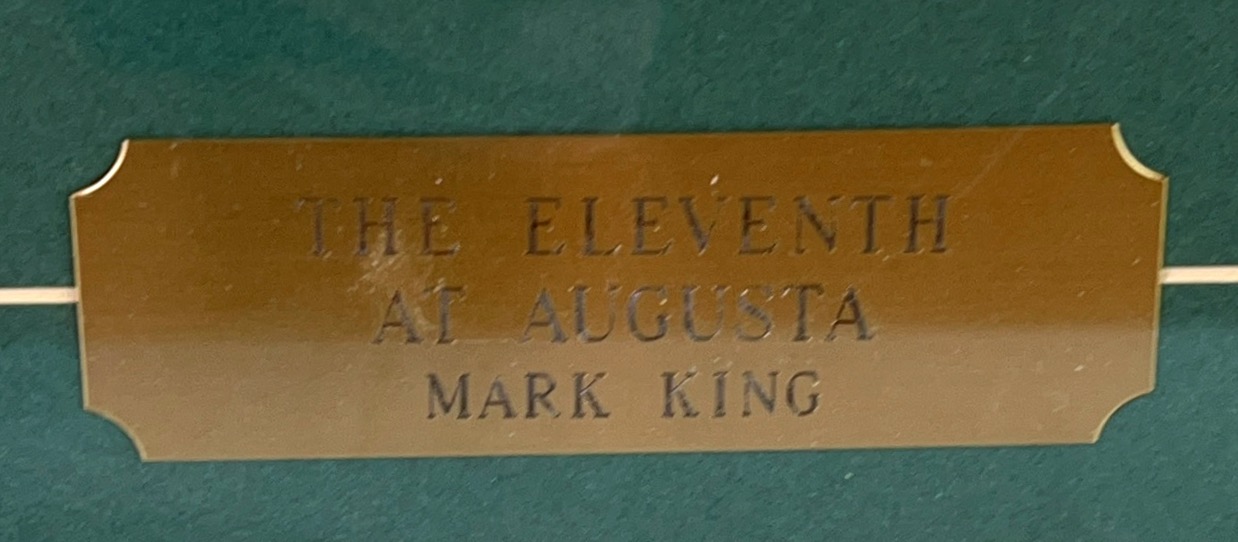 THE ELEVENTH
AT AUGUSTA
MARK KING